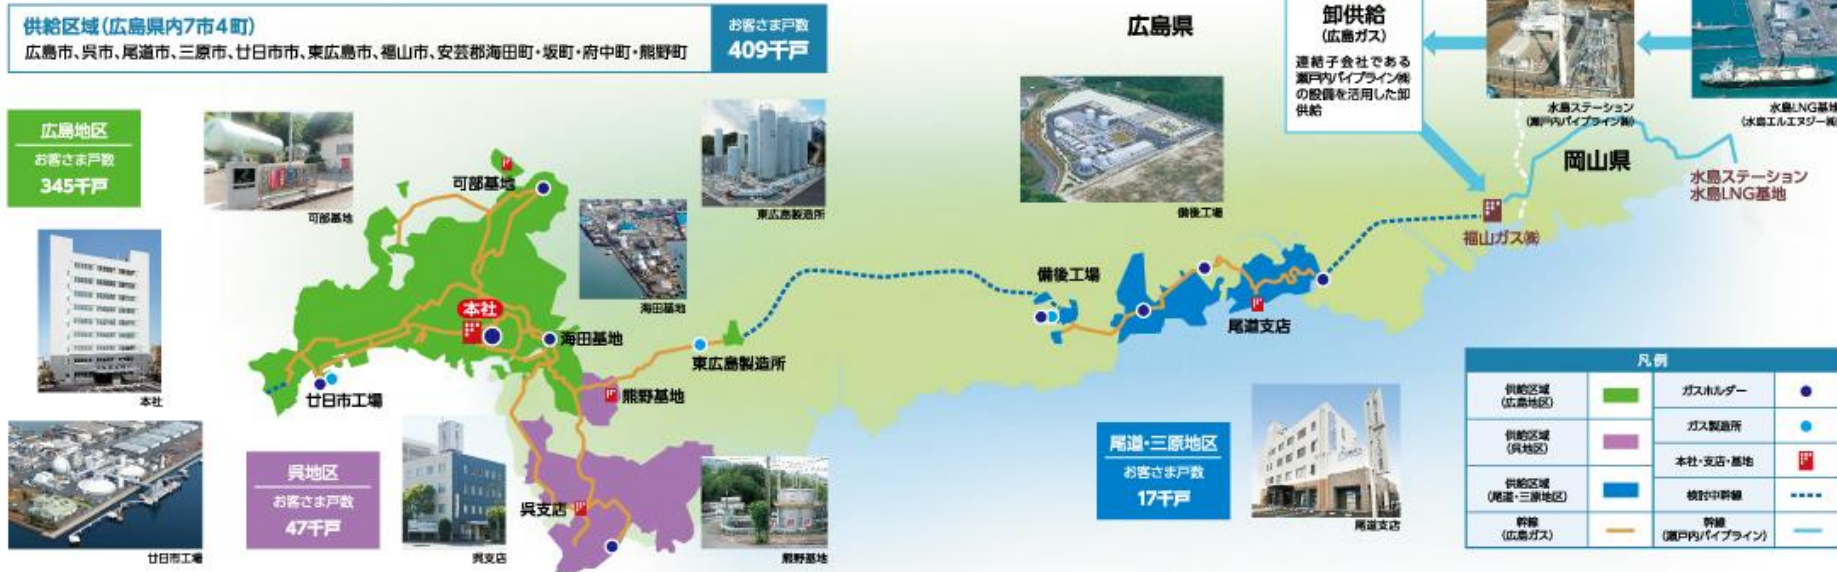 供給区域(広島県内7市4町)
広島市、呉市、尾道市、三原市、廿日市市、東広島市、福山市、安芸郡海田町・坂町・府中町・熊野町
お客さま戸数
409千戸
広島県
卸供給
(広島ガス)
連結子会社である
瀬戸内パイプライン㈱
の設備を活用した卸
供給
水島ステーション
(瀬戸内パイプライン㈱)
水島LNG基地
(水島エルエヌジー㈱)
岡山県
水島ステーション
水島LNG基地
福山ガス㈱
広島地区
お客さま戸数
345千戸
可部基地
可部基地
東広島製造所
備後工場
海田基地
本社
本社
海田基地
東広島製造所
備後工場
尾道支店
廿日市工場
熊野基地
廿日市工場
呉地区
お客さま戸数
47千戸
呉支店
呉支店
熊野基地
尾道・三原地区
お客さま戸数
17千戸
尾道支店
凡例
供給区域
(広島地区)
ガスホルダー
供給区域
(呉地区)
ガス製造所
本社・支店・基地
供給区域
(尾道・三原地区)
検討中幹線
幹線
(広島ガス)
幹線
(瀬戸内パイプライン)